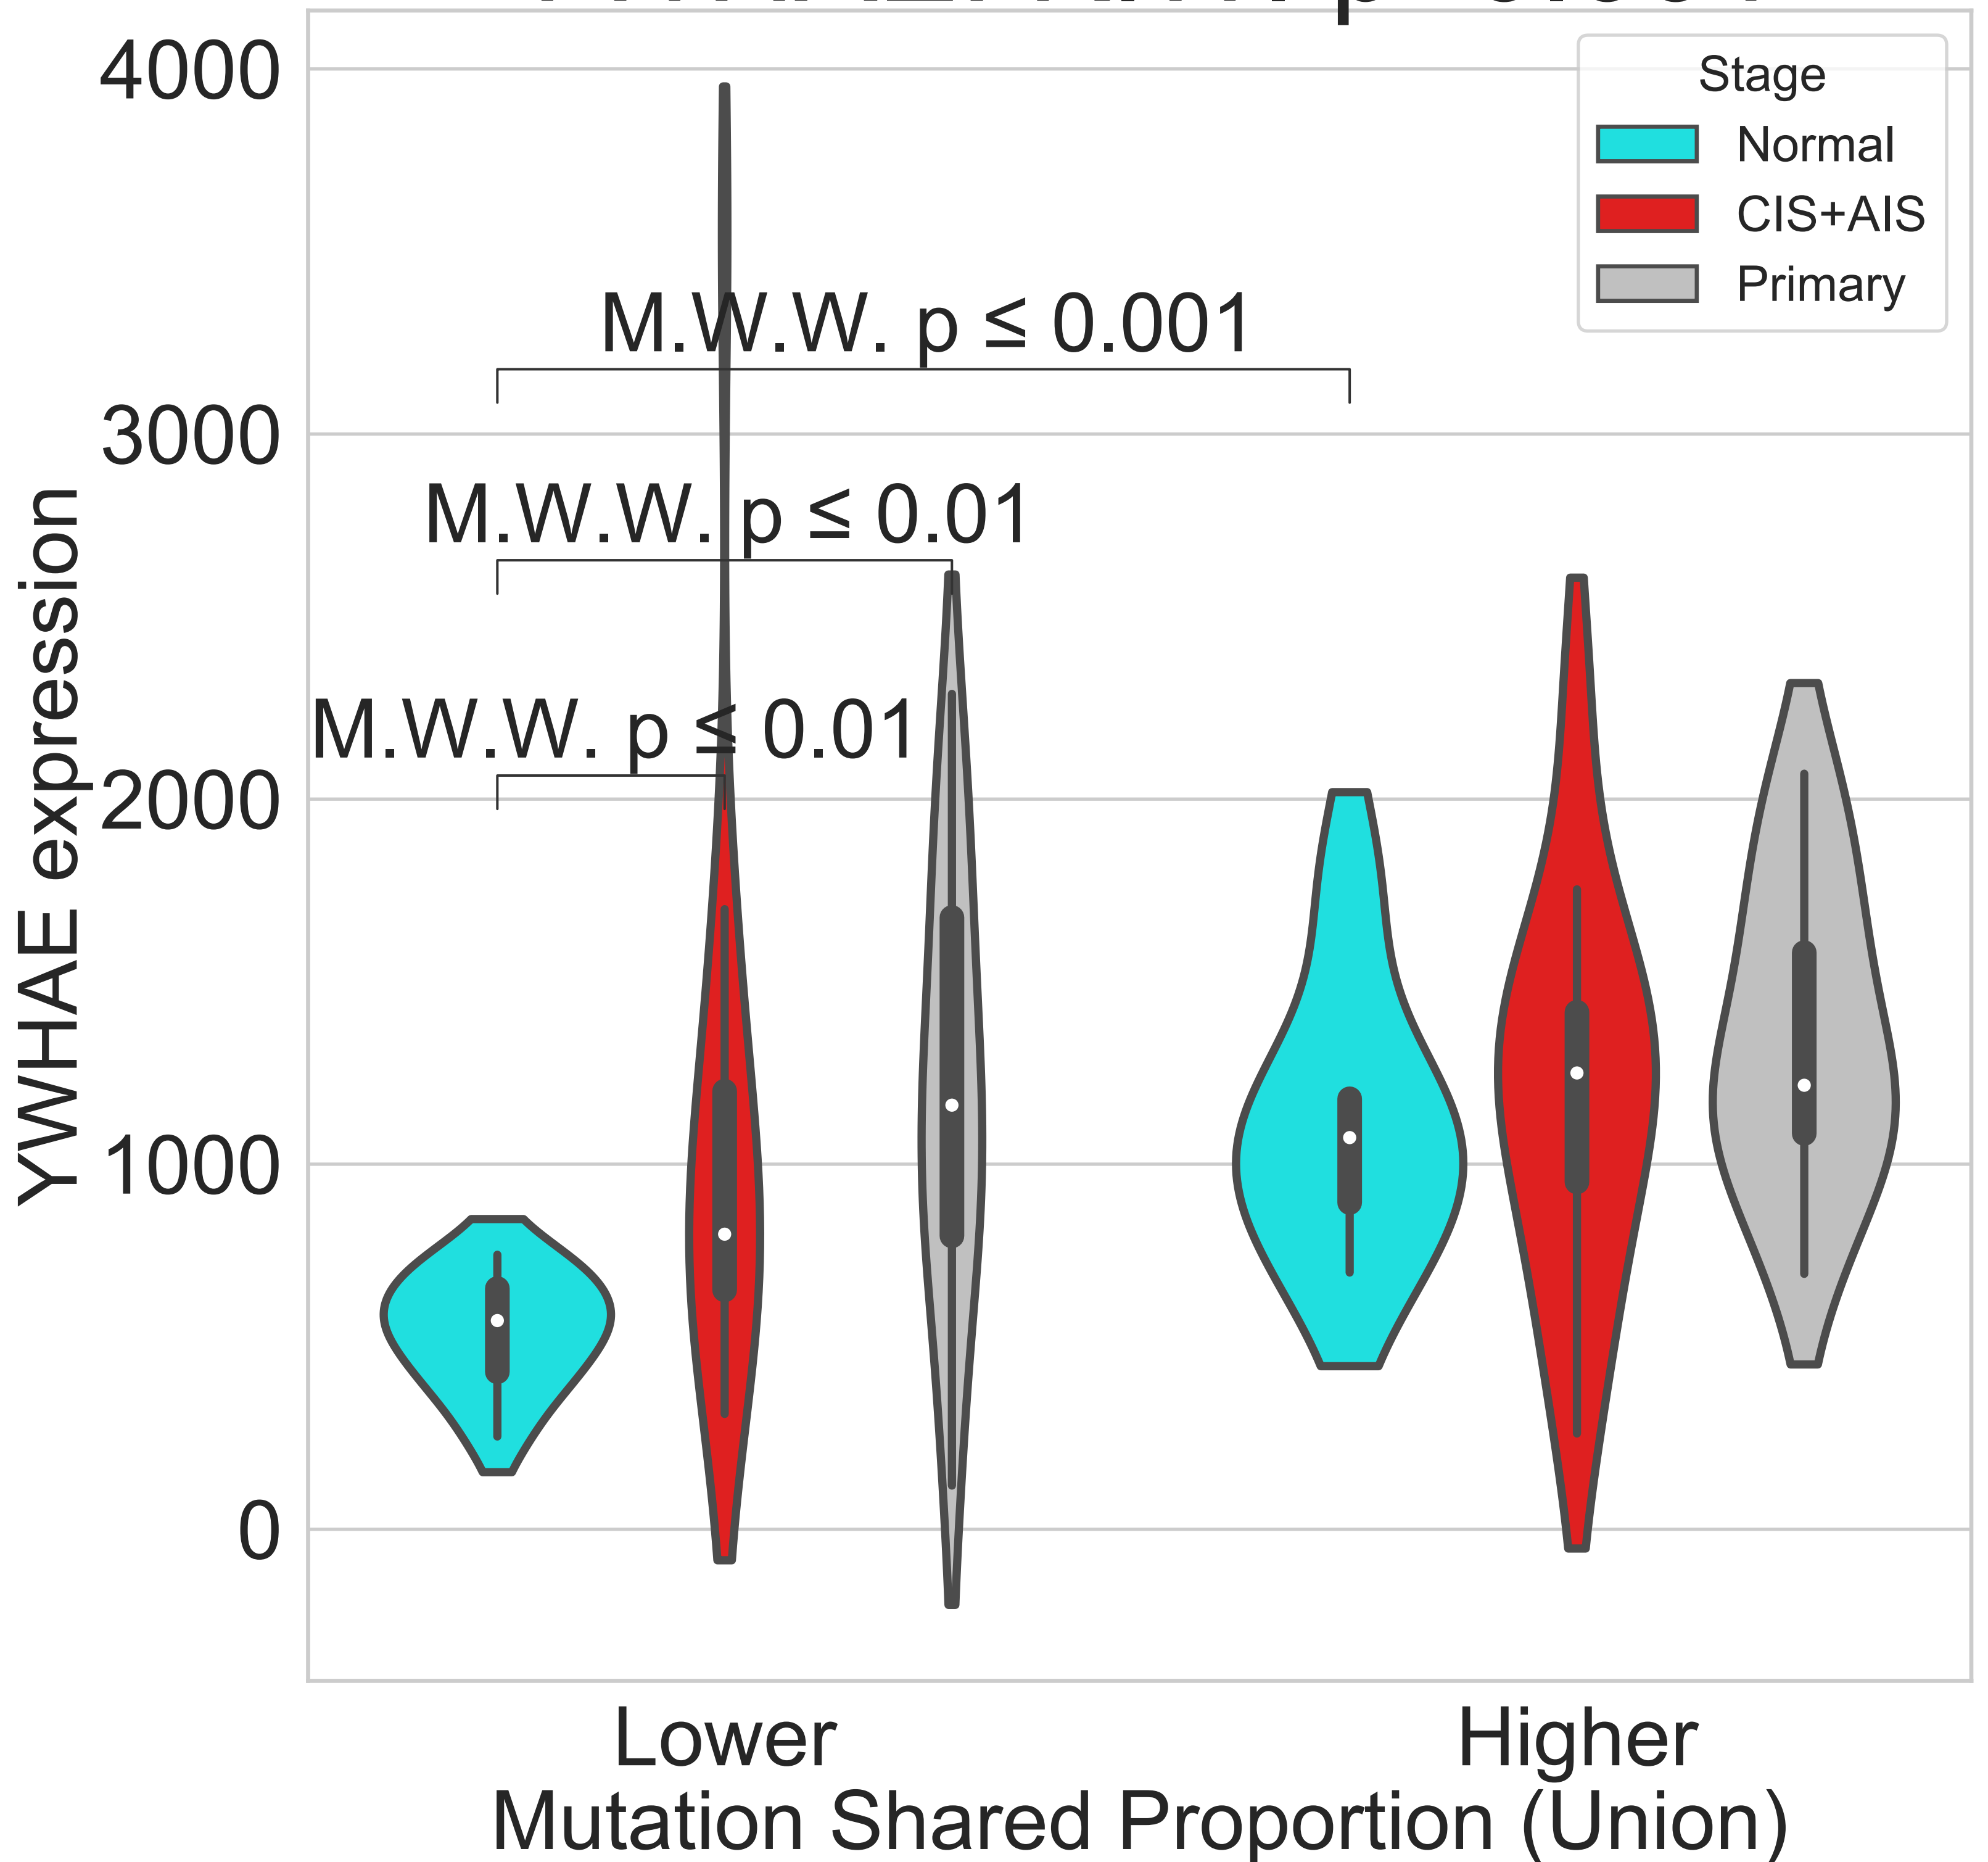 4000
3000
2000
1000
0
YWHAE expression
Stage
Normal
CIS+AIS
Primary
M.W.W. p ≤ 0.001
M.W.W. p ≤ 0.01
M.W.W. p ≤ 0.01
Lower
Higher
Mutation Shared Proportion (Union)